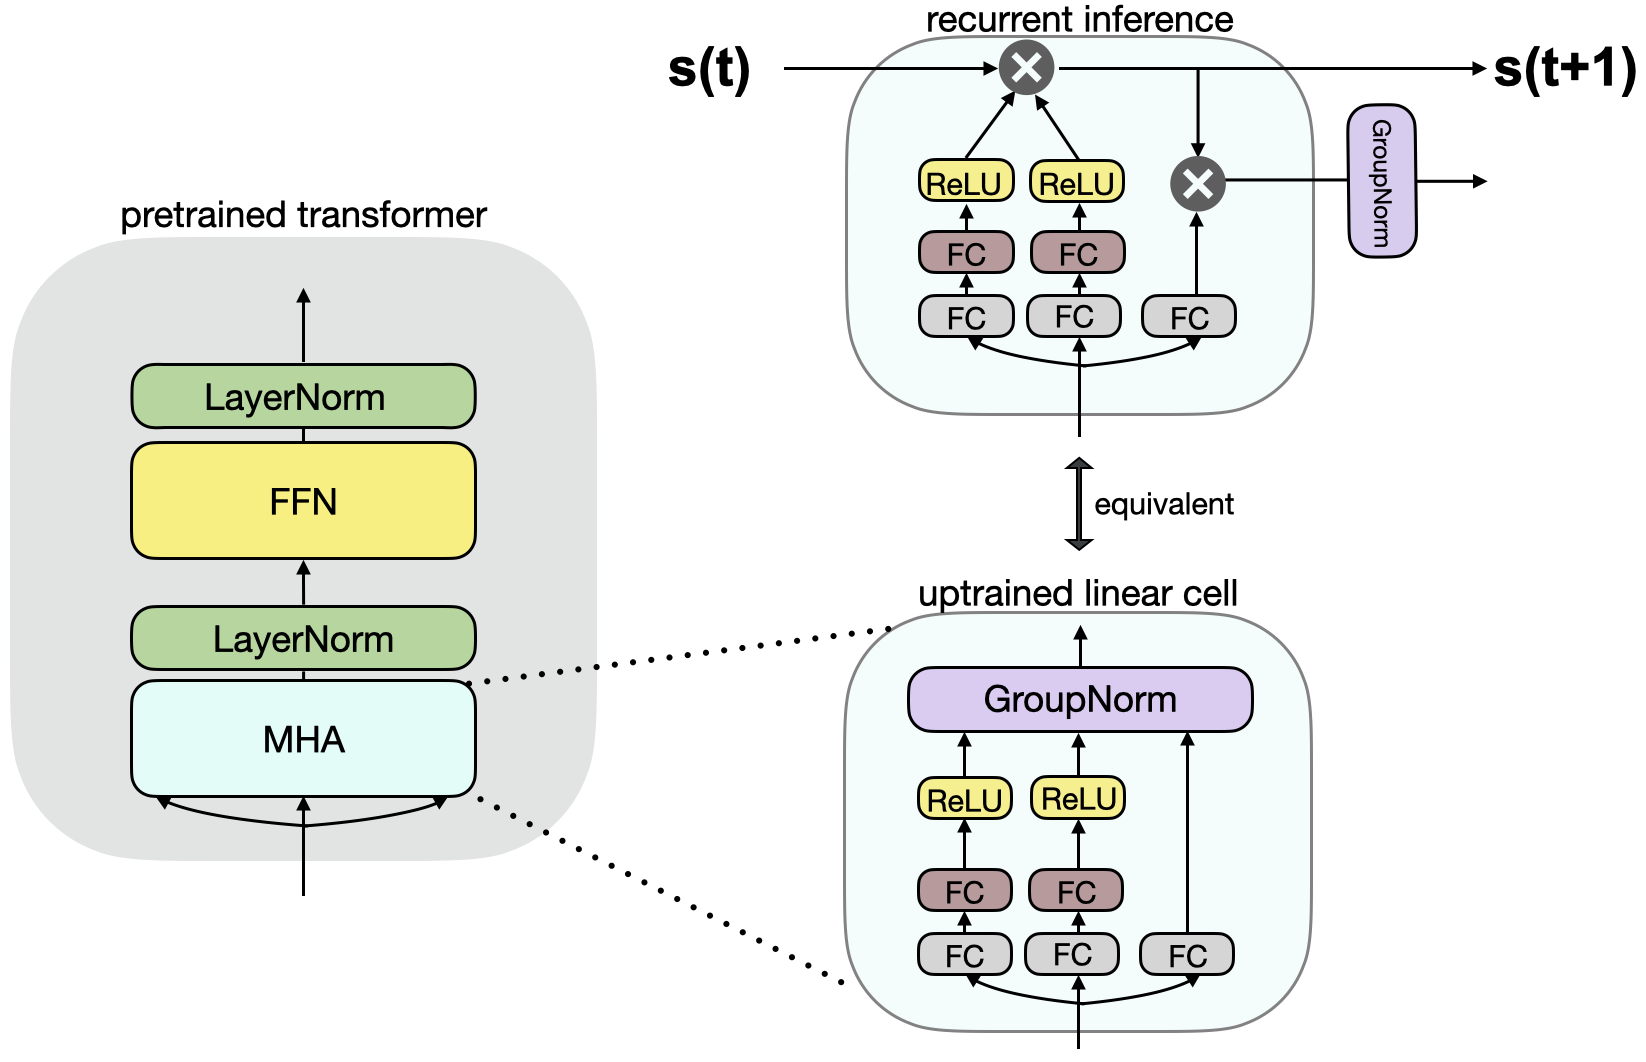 recurrent inference
s(t)
s(t+1)
GroupNorm
ReLU
ReLU
FC
FC
FC
FC
FC
equivalent
pretrained transformer
LayerNorm
FFN
LayerNorm
MHA
uptrained linear cell
GroupNorm
ReLU
ReLU
FC
FC
FC
FC
FC